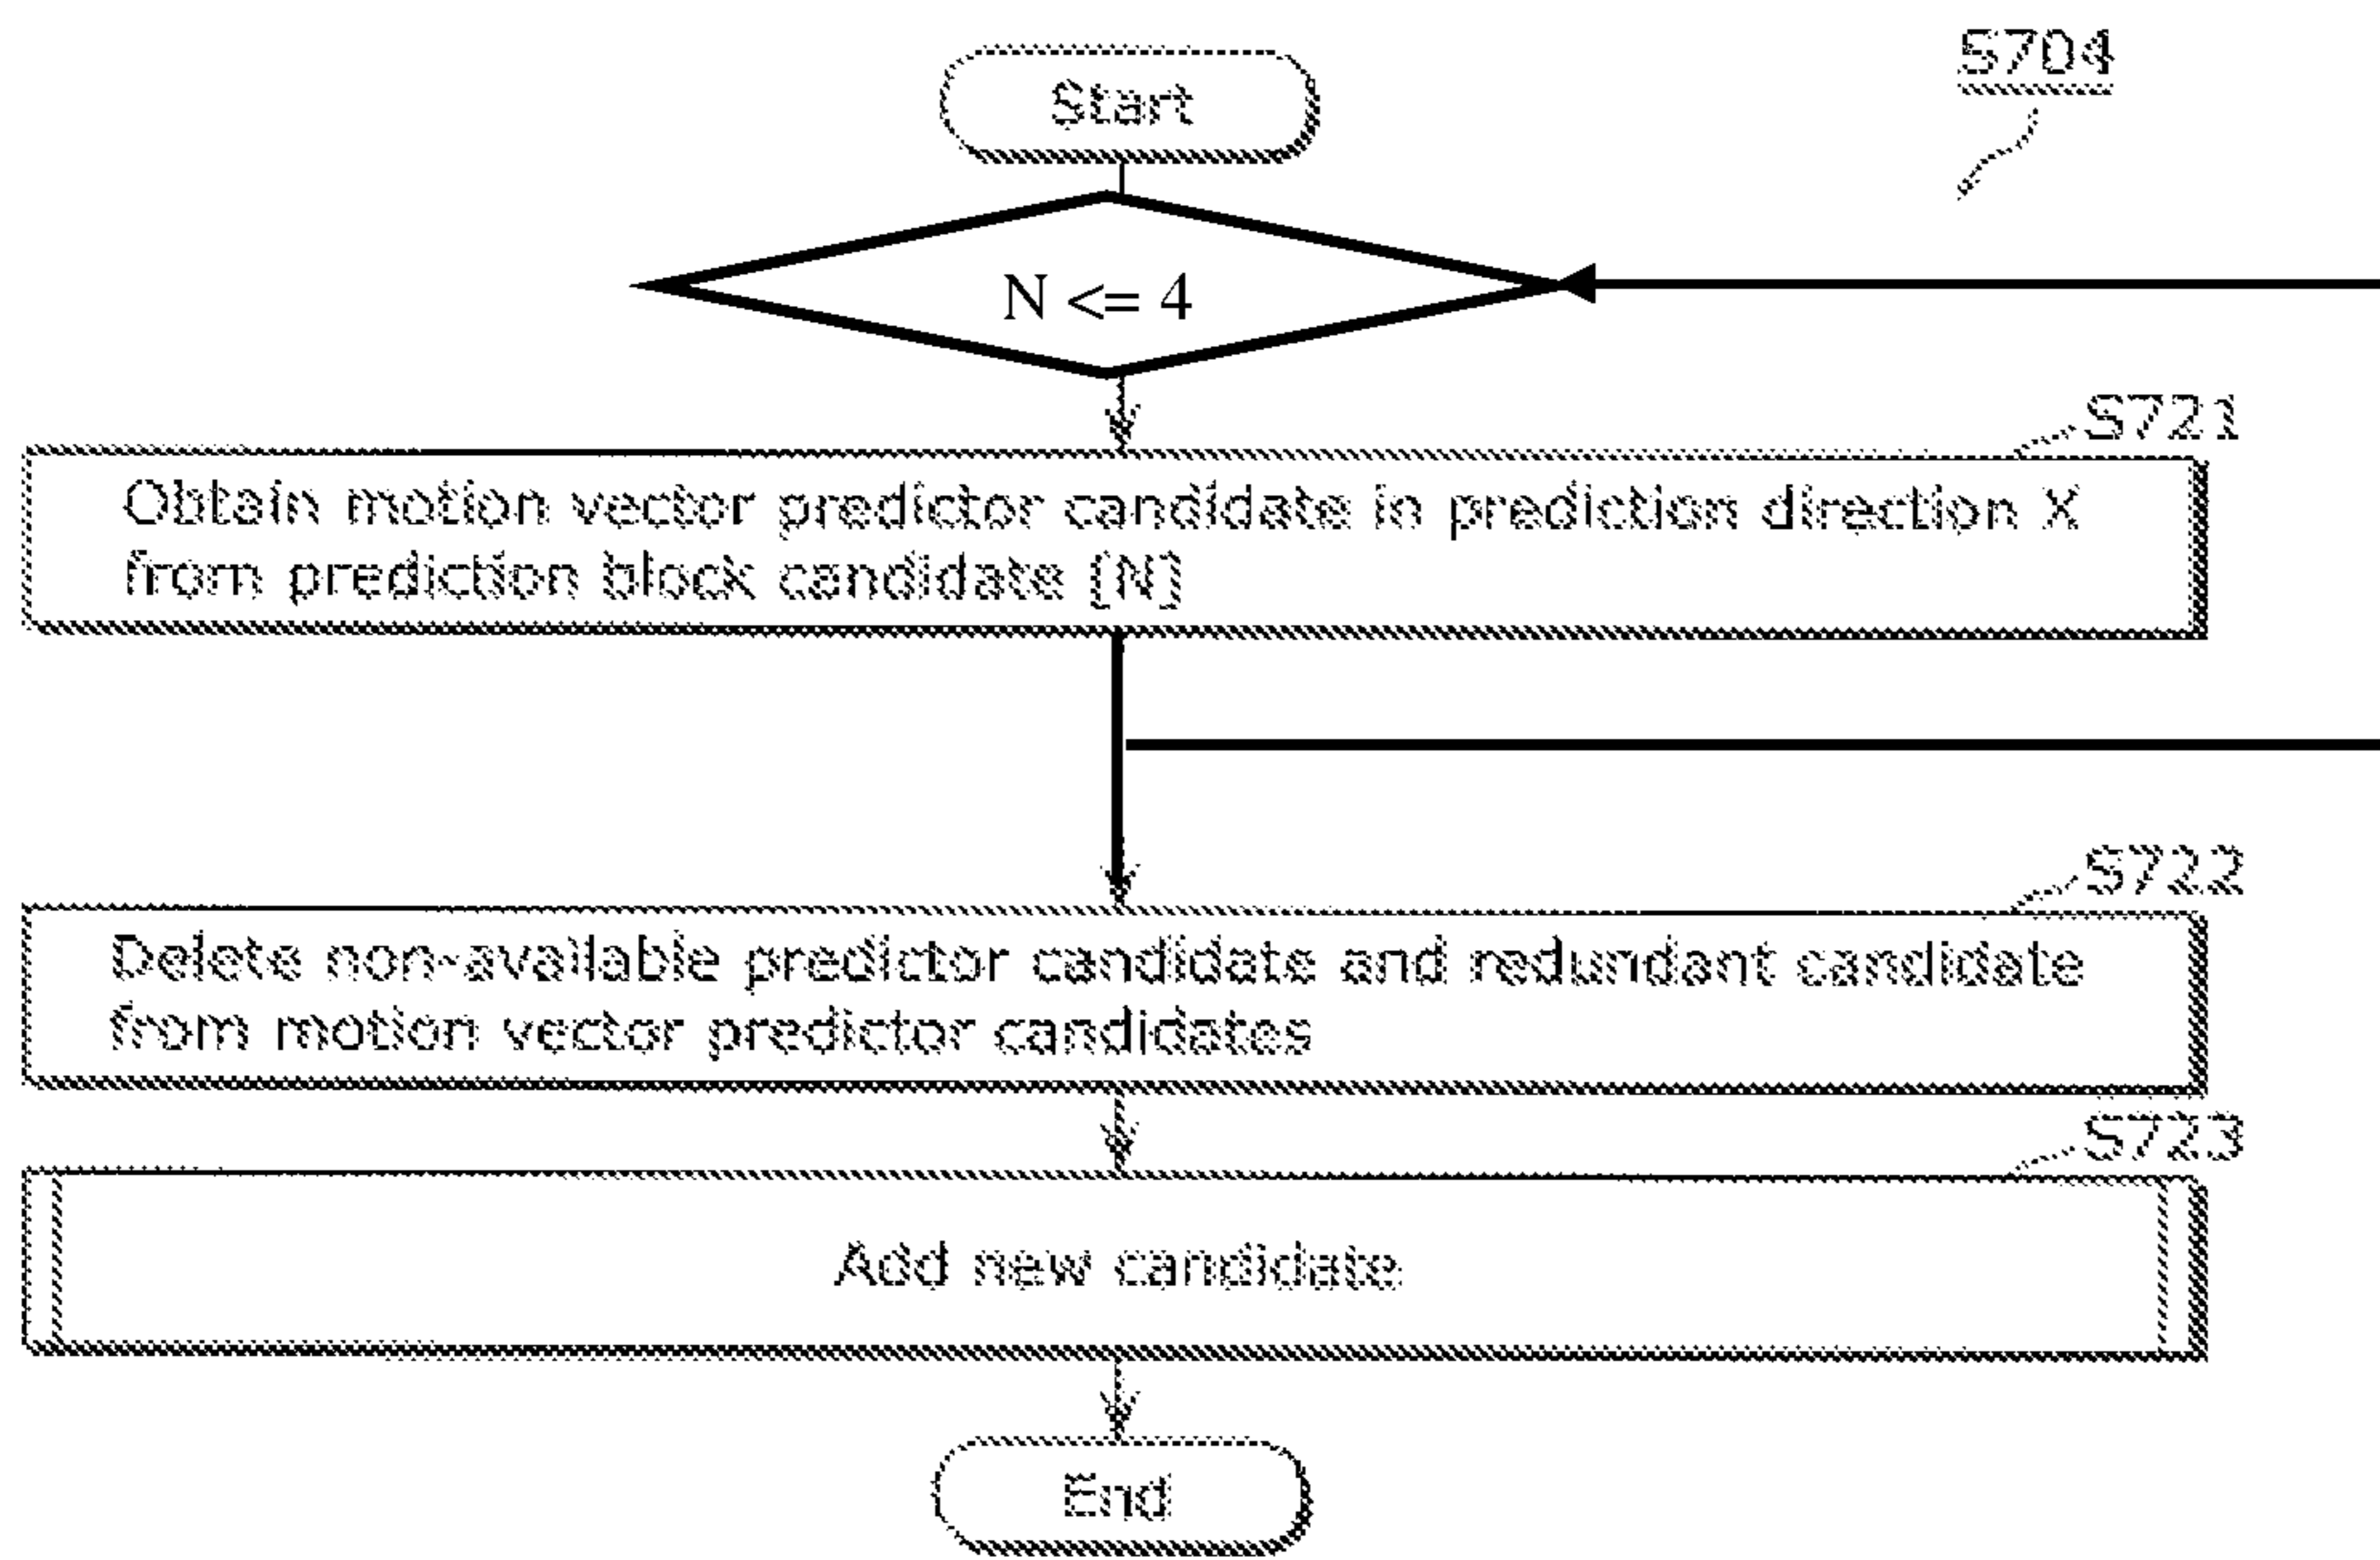 Start
S704
N <= 4
S721
Obtain motion vector predictor candidate in prediction direction X
from prediction block candidate [N]
S722
Delete non-available predictor candidate and redundant candidate
from motion vector predictor candidates
S723
Add new candidate
End